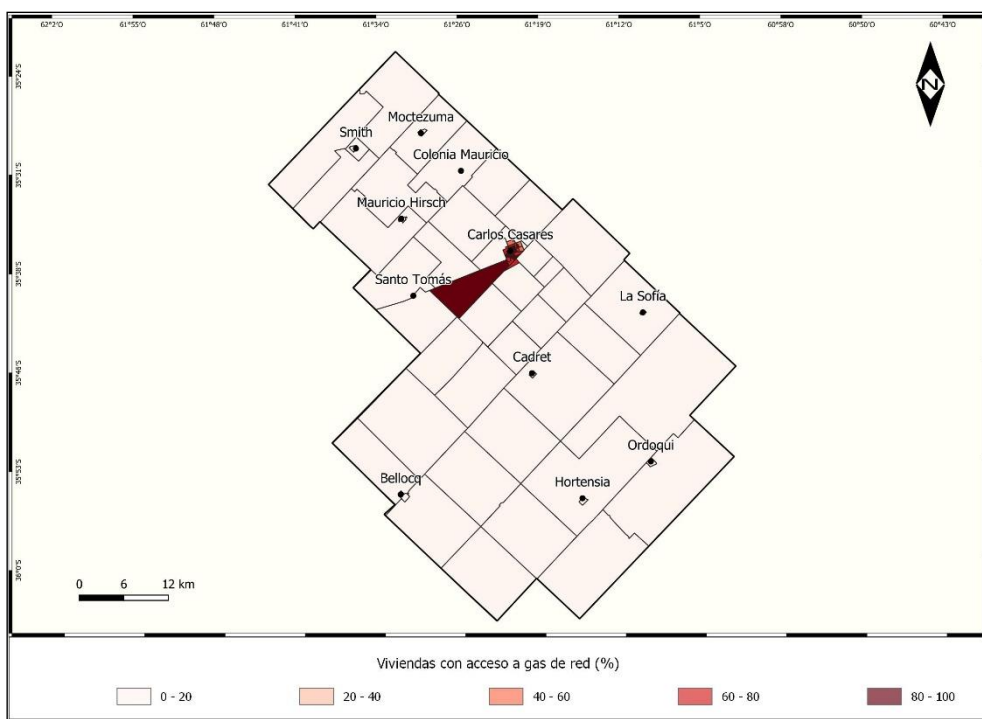 62°2'O 61°55'O 61°48'O 61°41'O 61°34'O 61°26'O 61°19'O 61°12'O 61°5'O 60°58'O 60°50'O 60°43'O
35°24'S
35°31'S
35°38'S
35°46'S
35°53'S
36°0'S
N
Moctezuma
Smith
Colonia Mauricio
Mauricio Hirsch
Carlos Casares
Santo Tomás
La Sofía
Cadret
Ordoqui
Bellocq
Hortensia
0 6 12 km
Viviendas con acceso a gas de red (%)
0 - 20 20 - 40 40 - 60 60 - 80 80 - 100